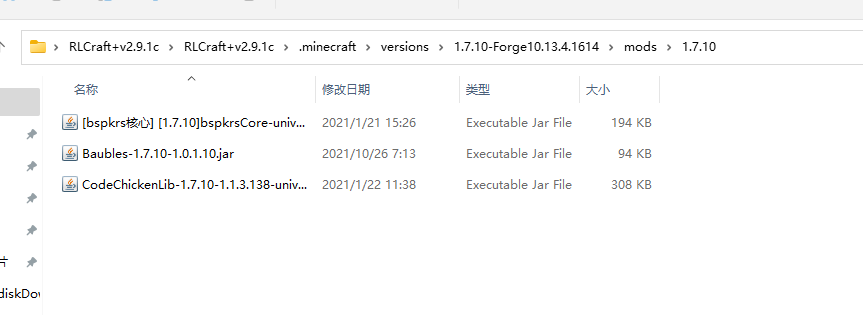 RLCraft+v2.9.1c > RLCraft+v2.9.1c > .minecraft > versions > 1.7.10-Forge10.13.4.1614 > mods > 1.7.10
名称 修改日期 类型 大小
[bspkrs核心] [1.7.10]bspkrsCore-univ... 2021/1/21 15:26 Executable Jar File 194 KB
Baubles-1.7.10-1.0.1.10.jar 2021/10/26 7:13 Executable Jar File 94 KB
CodeChickenLib-1.7.10-1.1.3.138-univ... 2021/1/22 11:38 Executable Jar File 308 KB
片
diskDov